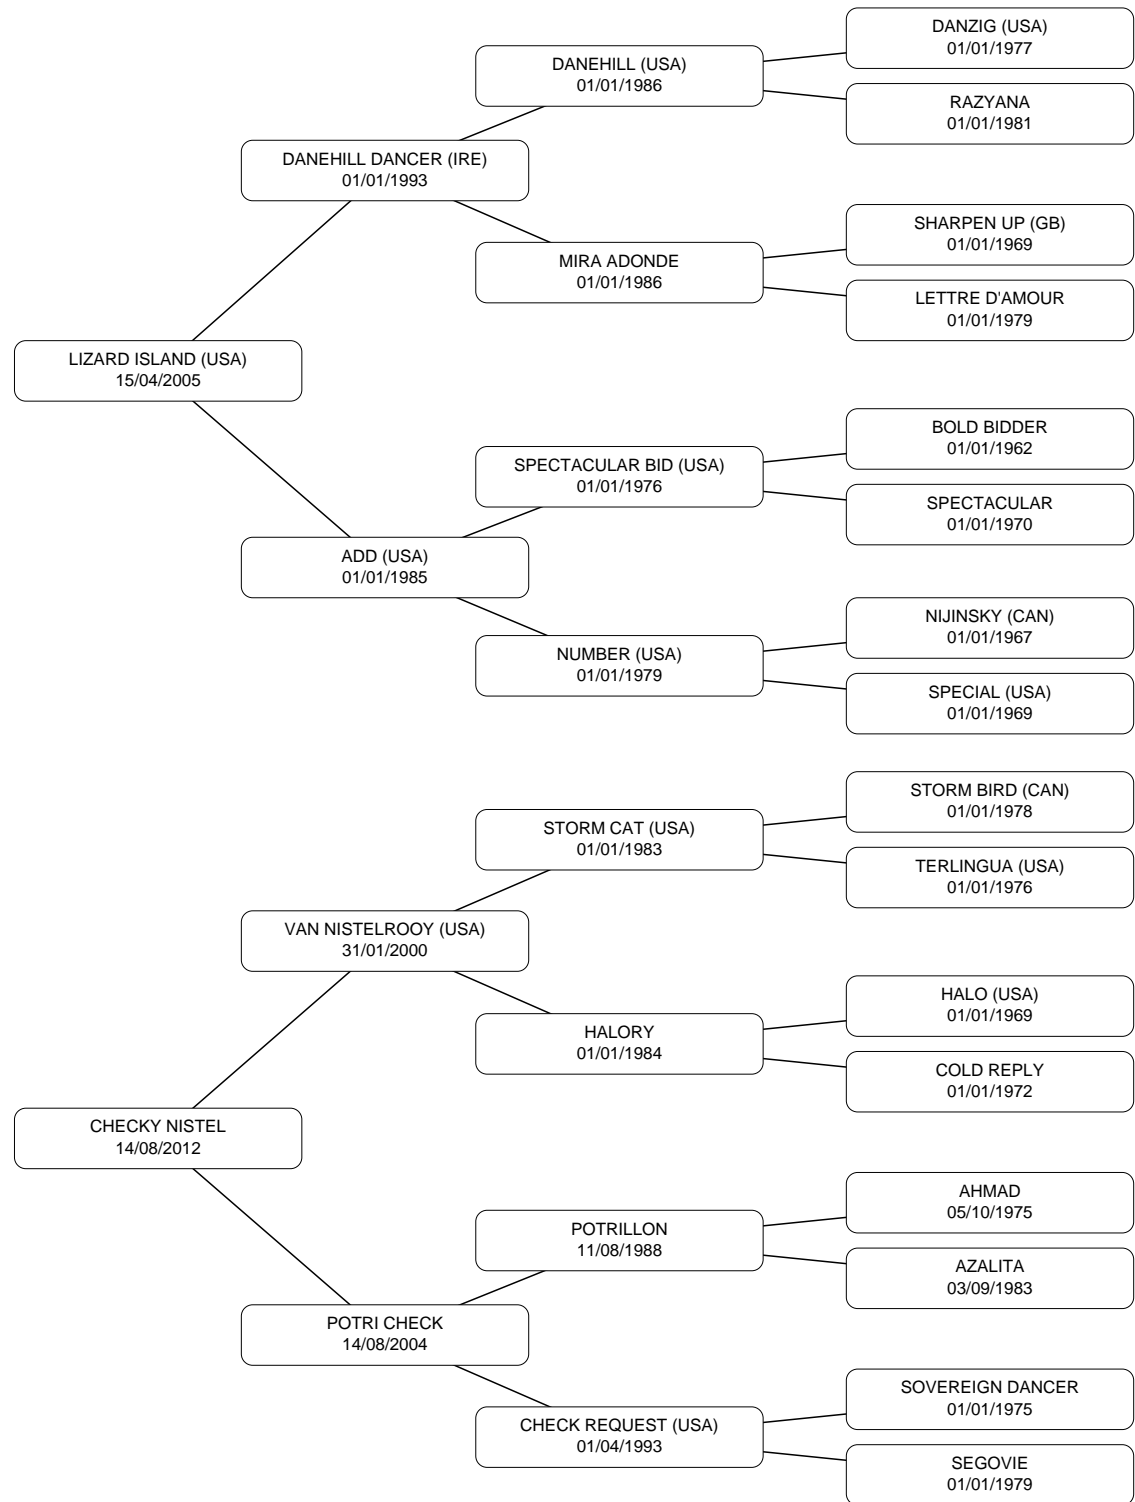 DANZIG (USA)
01/01/1977
DANEHILL (USA)
01/01/1986
RAZYANA
01/01/1981
DANEHILL DANCER (IRE)
01/01/1993
SHARPEN UP (GB)
01/01/1969
MIRA ADONDE
01/01/1986
LETTRE D'AMOUR
01/01/1979
LIZARD ISLAND (USA)
15/04/2005
BOLD BIDDER
01/01/1962
SPECTACULAR BID (USA)
01/01/1976
SPECTACULAR
01/01/1970
ADD (USA)
01/01/1985
NIJINSKY (CAN)
01/01/1967
NUMBER (USA)
01/01/1979
SPECIAL (USA)
01/01/1969
STORM BIRD (CAN)
01/01/1978
STORM CAT (USA)
01/01/1983
TERLINGUA (USA)
01/01/1976
VAN NISTELROOY (USA)
31/01/2000
HALO (USA)
01/01/1969
HALORY
01/01/1984
COLD REPLY
01/01/1972
CHECKY NISTEL
14/08/2012
AHMAD
05/10/1975
POTRILLON
11/08/1988
AZALITA
03/09/1983
POTRI CHECK
14/08/2004
SOVEREIGN DANCER
01/01/1975
CHECK REQUEST (USA)
01/04/1993
SEGOVIE
01/01/1979